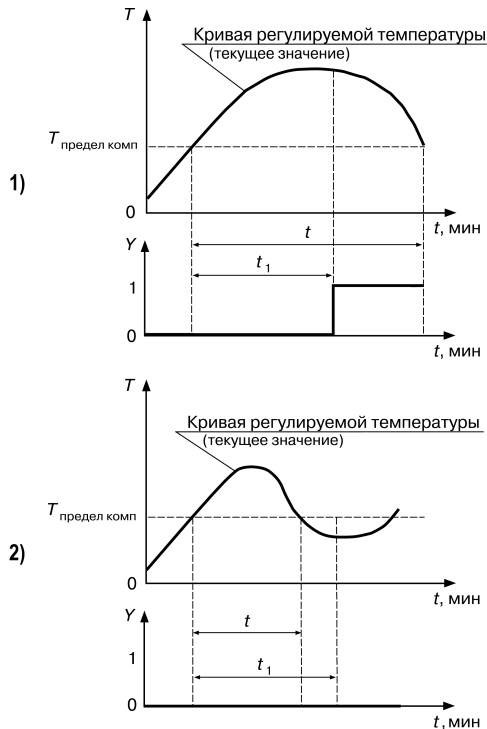 T
Кривая регулируемой температуры
(текущее значение)
T предел комп
1)
0
t, мин
Y
t
t1
1
0
t, мин
T
Кривая регулируемой температуры
(текущее значение)
T предел комп
2)
0
t, мин
Y
t
1
t1
0
t, мин